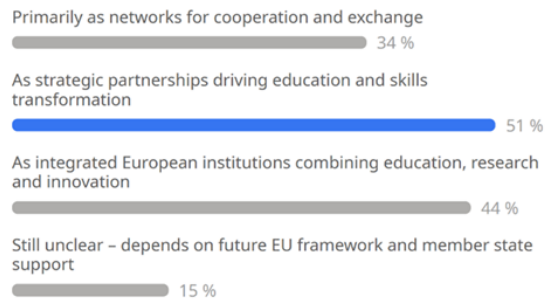 Primarily as networks for cooperation and exchange
34 %
As strategic partnerships driving education and skills
transformation
51 %
As integrated European institutions combining education, research
and innovation
44 %
Still unclear – depends on future EU framework and member state
support
15 %